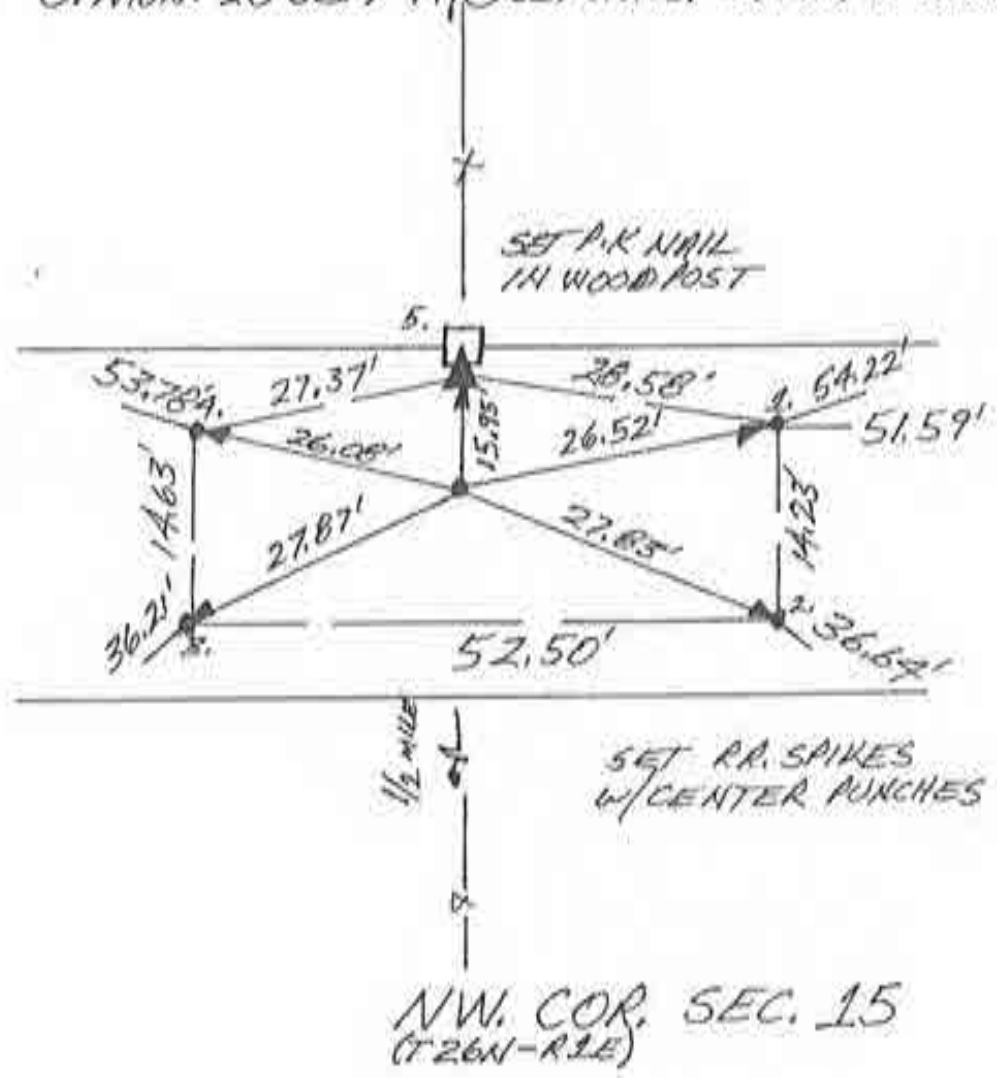 SET P.K NAIL
IN WOOD POST
5.
53.78'
4.
27.37'
28.58'
1.
54.22'
51.59'
26.08'
15.95'
26.52'
14.63'
27.87'
27.85'
14.23'
36.21'
3.
52.50'
2.
36.64'
1/2 MILE
SET R.R. SPIKES
W/CENTER PUNCHES
NW. COR. SEC. 15
(T26N-R1E)